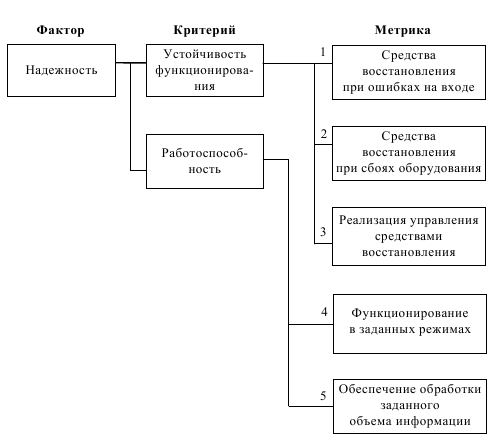 Фактор Критерий Метрика
Надежность
Устойчивость
функционирова-
ния
Работоспособ-
ность
1
Средства
восстановления
при ошибках на входе
2
Средства
восстановления
при сбоях оборудования
3
Реализация управления
средствами
восстановления
4
Функционирование
в заданных режимах
5
Обеспечение обработки
заданного
объема информации